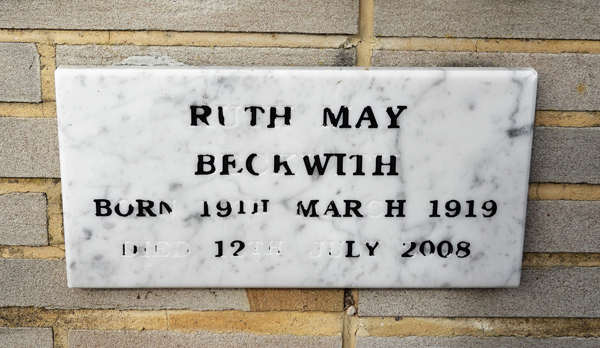 RUTH MAY
BECKWITH
BORN 19TH MARCH 1919
DIED 12TH JULY 2008